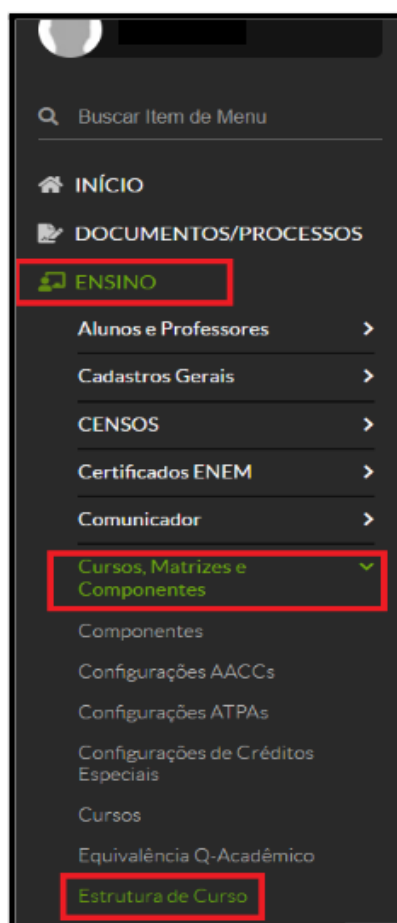 Buscar Item de Menu
INÍCIO
DOCUMENTOS/PROCESSOS
ENSINO
Alunos e Professores
Cadastros Gerais
CENSOS
Certificados ENEM
Comunicador
Cursos, Matrizes e
Componentes
Componentes
Configurações AACCs
Configurações ATPAs
Configurações de Créditos
Especiais
Cursos
Equivalência Q-Acadêmico
Estrutura de Curso